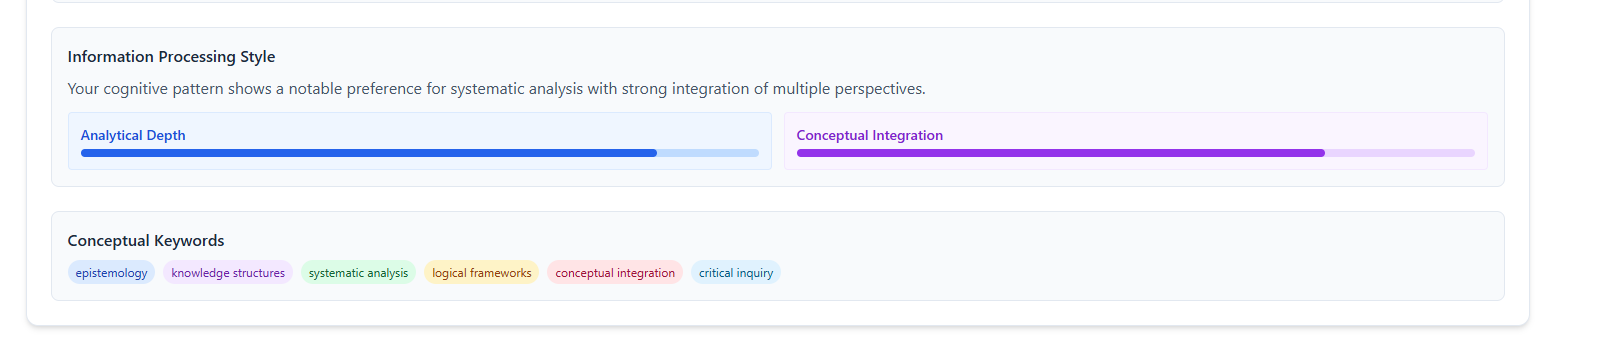 Information Processing Style
Your cognitive pattern shows a notable preference for systematic analysis with strong integration of multiple perspectives.
Analytical Depth
Conceptual Integration
Conceptual Keywords
epistemology knowledge structures systematic analysis logical frameworks conceptual integration critical inquiry